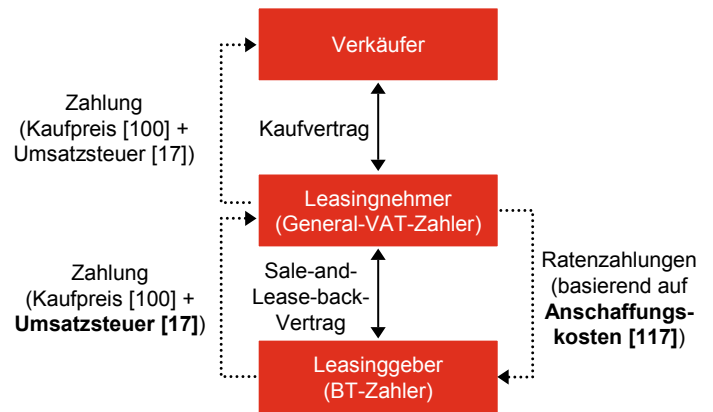 Verkäufer
Zahlung
(Kaufpreis [100] +
Umsatzsteuer [17])
Kaufvertrag
Leasingnehmer
(General-VAT-Zahler)
Zahlung
(Kaufpreis [100] +
Umsatzsteuer [17])
Sale-and-
Lease-back-
Vertrag
Ratenzahlungen
(basierend auf
Anschaffungs-
kosten [117])
Leasinggeber
(BT-Zahler)